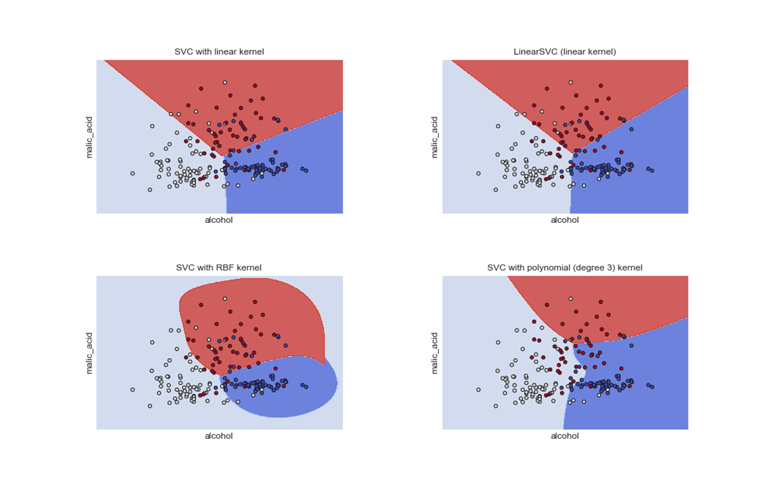 SVC with linear kernel
malic_acid
alcohol
LinearSVC (linear kernel)
malic_acid
alcohol
SVC with RBF kernel
malic_acid
alcohol
SVC with polynomial (degree 3) kernel
malic_acid
alcohol